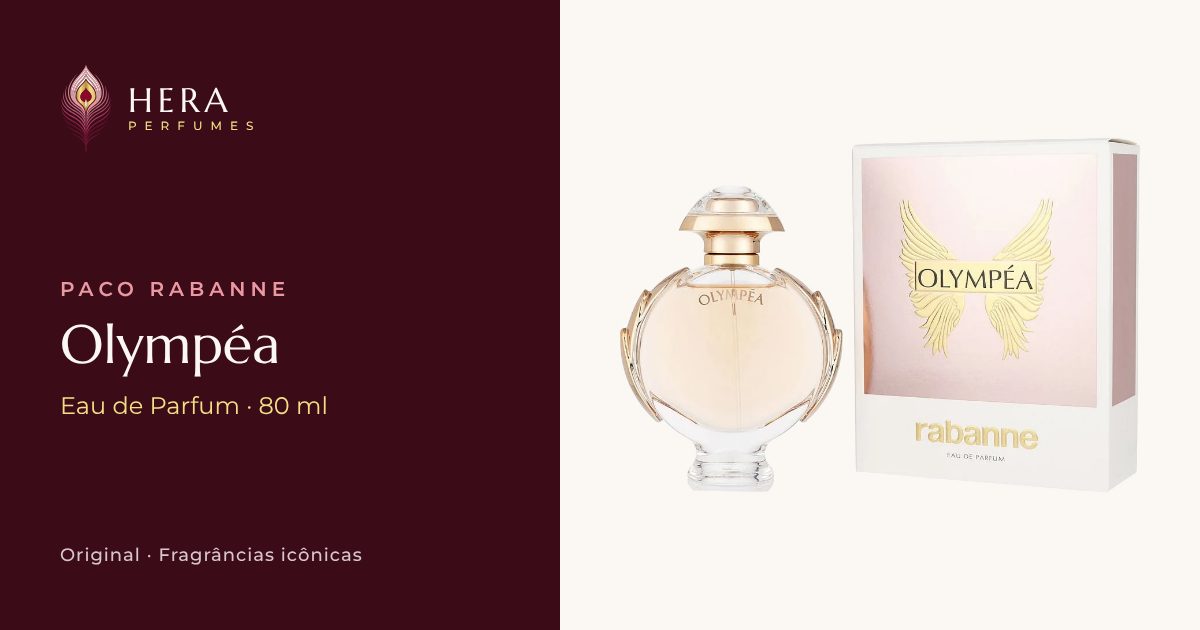 HERA
PERFUMES
PACO RABANNE
Olympéa
Eau de Parfum · 80 ml
Original · Fragrâncias icônicas
OLYMPÉA
OLYMPÉA
rabanne
EAU DE PARFUM